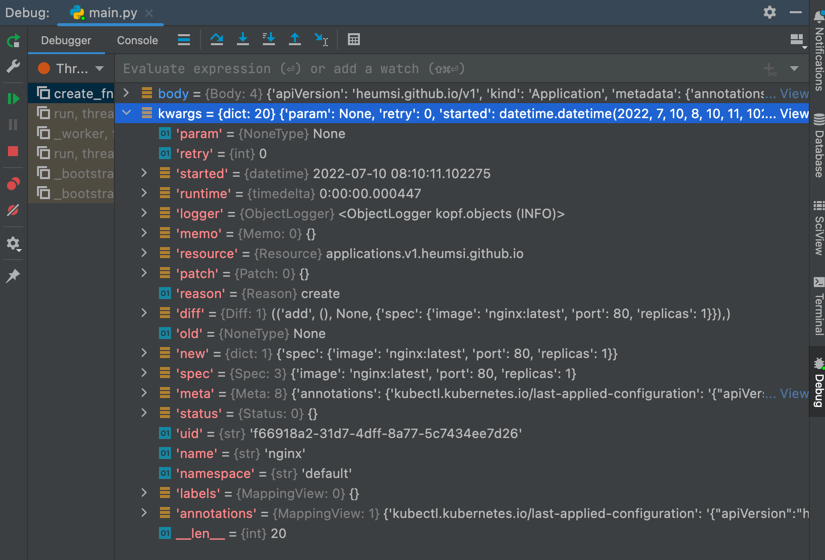 Debug: main.py ×
Debugger Console
Thr... Evaluate expression (⏎) or add a watch (⇧⌘⏎)
create_fn
run, threa
_worker, 
run, threa
_bootstra
_bootstra
body = {Body: 4} {'apiVersion': 'heumsi.github.io/v1', 'kind': 'Application', 'metadata': {'annotations ... View
kwargs = {dict: 20} {'param': None, 'retry': 0, 'started': datetime.datetime(2022, 7, 10, 8, 10, 11, 10... View
'param' = {NoneType} None
'retry' = {int} 0
'started' = {datetime} 2022-07-10 08:10:11.102275
'runtime' = {timedelta} 0:00:00.000447
'logger' = {ObjectLogger} <ObjectLogger kopf.objects (INFO)>
'memo' = {Memo: 0} {}
'resource' = {Resource} applications.v1.heumsi.github.io
'patch' = {Patch: 0} {}
'reason' = {Reason} create
'diff' = {Diff: 1} (('add', (), None, {'spec': {'image': 'nginx:latest', 'port': 80, 'replicas': 1}}),)
'old' = {NoneType} None
'new' = {dict: 1} {'spec': {'image': 'nginx:latest', 'port': 80, 'replicas': 1}}
'spec' = {Spec: 3} {'image': 'nginx:latest', 'port': 80, 'replicas': 1}
'meta' = {Meta: 8} {'annotations': {'kubectl.kubernetes.io/last-applied-configuration': '{"apiVer:... View
'status' = {Status: 0} {}
'uid' = {str} 'f66918a2-31d7-4dff-8a77-5c7434ee7d26'
'name' = {str} 'nginx'
'namespace' = {str} 'default'
'labels' = {MappingView: 0} {}
'annotations' = {MappingView: 1} {'kubectl.kubernetes.io/last-applied-configuration': '{"apiVersion":"h
__len__ = {int} 20
Notifications
Database
SciView
Terminal
Debug